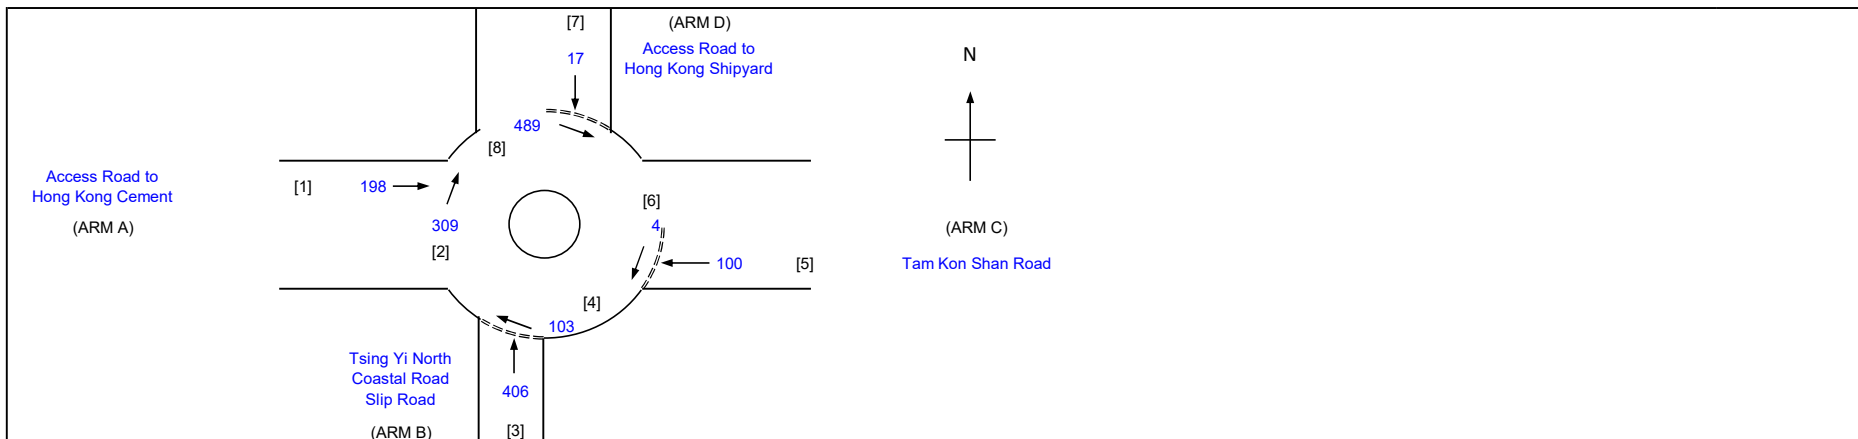 [7]
(ARM D)
Access Road to
Hong Kong Shipyard
17
N
489
[8]
Access Road to
Hong Kong Cement
(ARM A)
[1]
198
309
[2]
[6]
4
100
[5]
(ARM C)
Tam Kon Shan Road
[4]
103
Tsing Yi North
Coastal Road
Slip Road
(ARM B)
406
[3]